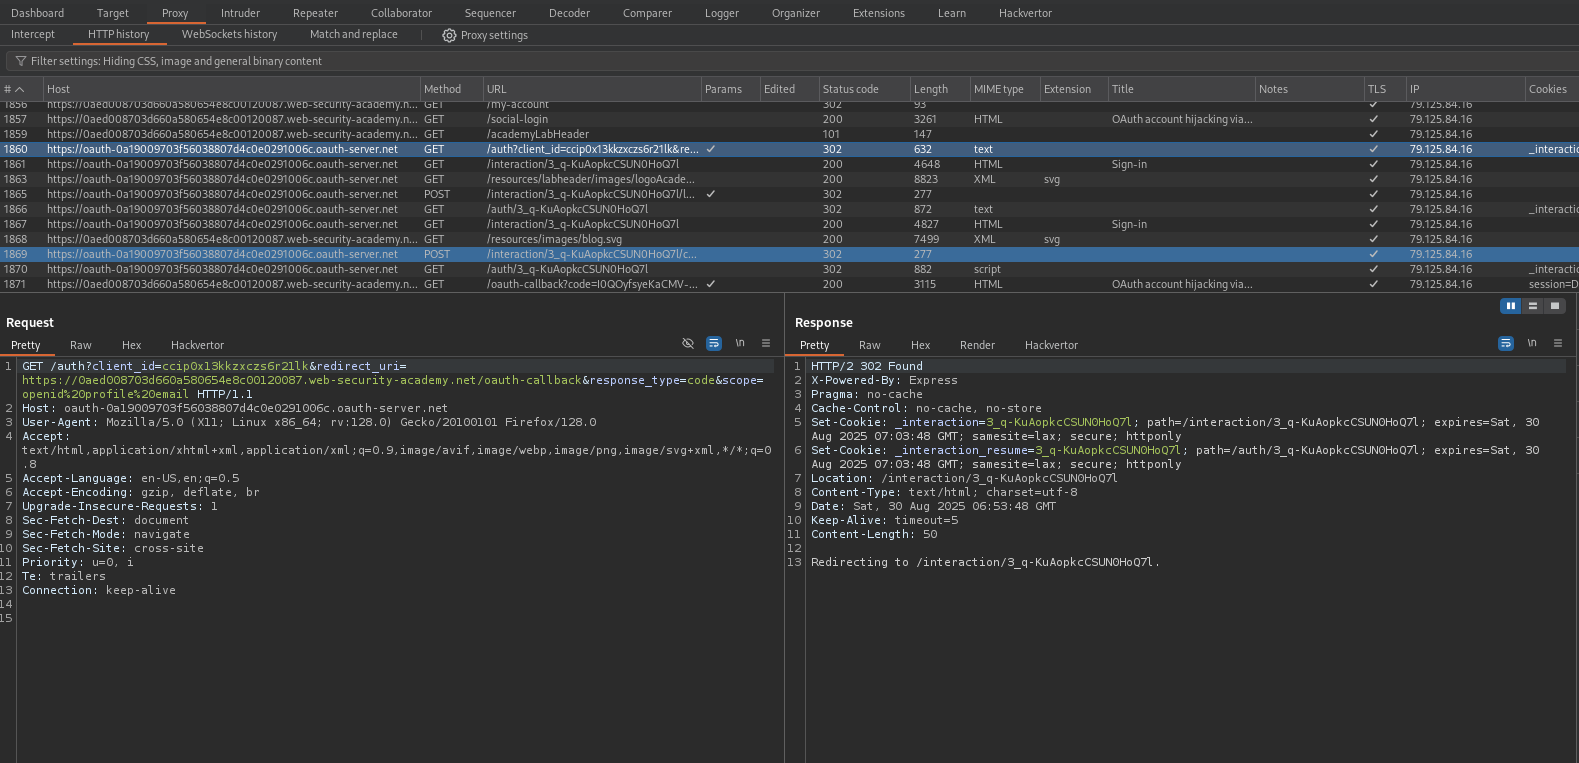 Dashboard Target Proxy Intruder Repeater Collaborator Sequencer Decoder Comparer Logger Organizer Extensions Learn Hackvertor
Intercept HTTP history WebSockets history Match and replace Proxy settings
Filter settings: Hiding CSS, image and general binary content
# Host Method URL Params Edited Status code Length MIME type Extension Title Notes TLS IP Cookies
1856 https://0aed008703d660a580654e8c00120087.web-security-academy.n... GET /my-account 302 93 ✓ 79.125.84.16
1857 https://0aed008703d660a580654e8c00120087.web-security-academy.n... GET /social-login 200 3261 HTML OAuth account hijacking via... ✓ 79.125.84.16
1859 https://0aed008703d660a580654e8c00120087.web-security-academy.n... GET /academyLabHeader 101 147 ✓ 79.125.84.16
1860 https://oauth-0a19009703f56038807d4c0e0291006c.oauth-server.net GET /auth?client_id=ccip0x13kkzxczs6r21lk&re... ✓ 302 632 text ✓ 79.125.84.16 _interactio
1861 https://oauth-0a19009703f56038807d4c0e0291006c.oauth-server.net GET /interaction/3_q-KuAopkcCSUN0HoQ7l 200 4648 HTML Sign-in ✓ 79.125.84.16
1863 https://oauth-0a19009703f56038807d4c0e0291006c.oauth-server.net GET /resources/labheader/images/logoAcade... 200 8823 XML svg ✓ 79.125.84.16
1865 https://oauth-0a19009703f56038807d4c0e0291006c.oauth-server.net POST /interaction/3_q-KuAopkcCSUN0HoQ7l/l... ✓ 302 277 ✓ 79.125.84.16
1866 https://oauth-0a19009703f56038807d4c0e0291006c.oauth-server.net GET /auth/3_q-KuAopkcCSUN0HoQ7l 302 872 text ✓ 79.125.84.16 _interactio
1867 https://oauth-0a19009703f56038807d4c0e0291006c.oauth-server.net GET /interaction/3_q-KuAopkcCSUN0HoQ7l 200 4827 HTML Sign-in ✓ 79.125.84.16
1868 https://0aed008703d660a580654e8c00120087.web-security-academy.n... GET /resources/images/blog.svg 200 7499 XML svg ✓ 79.125.84.16
1869 https://oauth-0a19009703f56038807d4c0e0291006c.oauth-server.net POST /interaction/3_q-KuAopkcCSUN0HoQ7l/c... 302 277 ✓ 79.125.84.16
1870 https://oauth-0a19009703f56038807d4c0e0291006c.oauth-server.net GET /auth/3_q-KuAopkcCSUN0HoQ7l 302 882 script ✓ 79.125.84.16 _interactio
1871 https://0aed008703d660a580654e8c00120087.web-security-academy.n... GET /oauth-callback?code=I0QOyfsyeKaCMV-... ✓ 200 3115 HTML OAuth account hijacking via... ✓ 79.125.84.16 session=D
Request
Pretty Raw Hex Hackvertor \n
1 GET /auth?client_id=ccip0x13kkzxczs6r21lk&redirect_uri=
https://0aed008703d660a580654e8c00120087.web-security-academy.net/oauth-callback&response_type=code&scope=
openid%20profile%20email HTTP/1.1
2 Host: oauth-0a19009703f56038807d4c0e0291006c.oauth-server.net
3 User-Agent: Mozilla/5.0 (X11; Linux x86_64; rv:128.0) Gecko/20100101 Firefox/128.0
4 Accept:
text/html,application/xhtml+xml,application/xml;q=0.9,image/avif,image/webp,image/png,image/svg+xml,*/*;q=0
.8
5 Accept-Language: en-US,en;q=0.5
6 Accept-Encoding: gzip, deflate, br
7 Upgrade-Insecure-Requests: 1
8 Sec-Fetch-Dest: document
9 Sec-Fetch-Mode: navigate
10 Sec-Fetch-Site: cross-site
11 Priority: u=0, i
12 Te: trailers
13 Connection: keep-alive
14
15
Response
Pretty Raw Hex Render Hackvertor \n
1 HTTP/2 302 Found
2 X-Powered-By: Express
3 Pragma: no-cache
4 Cache-Control: no-cache, no-store
5 Set-Cookie: _interaction=3_q-KuAopkcCSUN0HoQ7l; path=/interaction/3_q-KuAopkcCSUN0HoQ7l; expires=Sat, 30
Aug 2025 07:03:48 GMT; samesite=lax; secure; httponly
6 Set-Cookie: _interaction_resume=3_q-KuAopkcCSUN0HoQ7l; path=/auth/3_q-KuAopkcCSUN0HoQ7l; expires=Sat, 30
Aug 2025 07:03:48 GMT; samesite=lax; secure; httponly
7 Location: /interaction/3_q-KuAopkcCSUN0HoQ7l
8 Content-Type: text/html; charset=utf-8
9 Date: Sat, 30 Aug 2025 06:53:48 GMT
10 Keep-Alive: timeout=5
11 Content-Length: 50
12
13 Redirecting to /interaction/3_q-KuAopkcCSUN0HoQ7l.